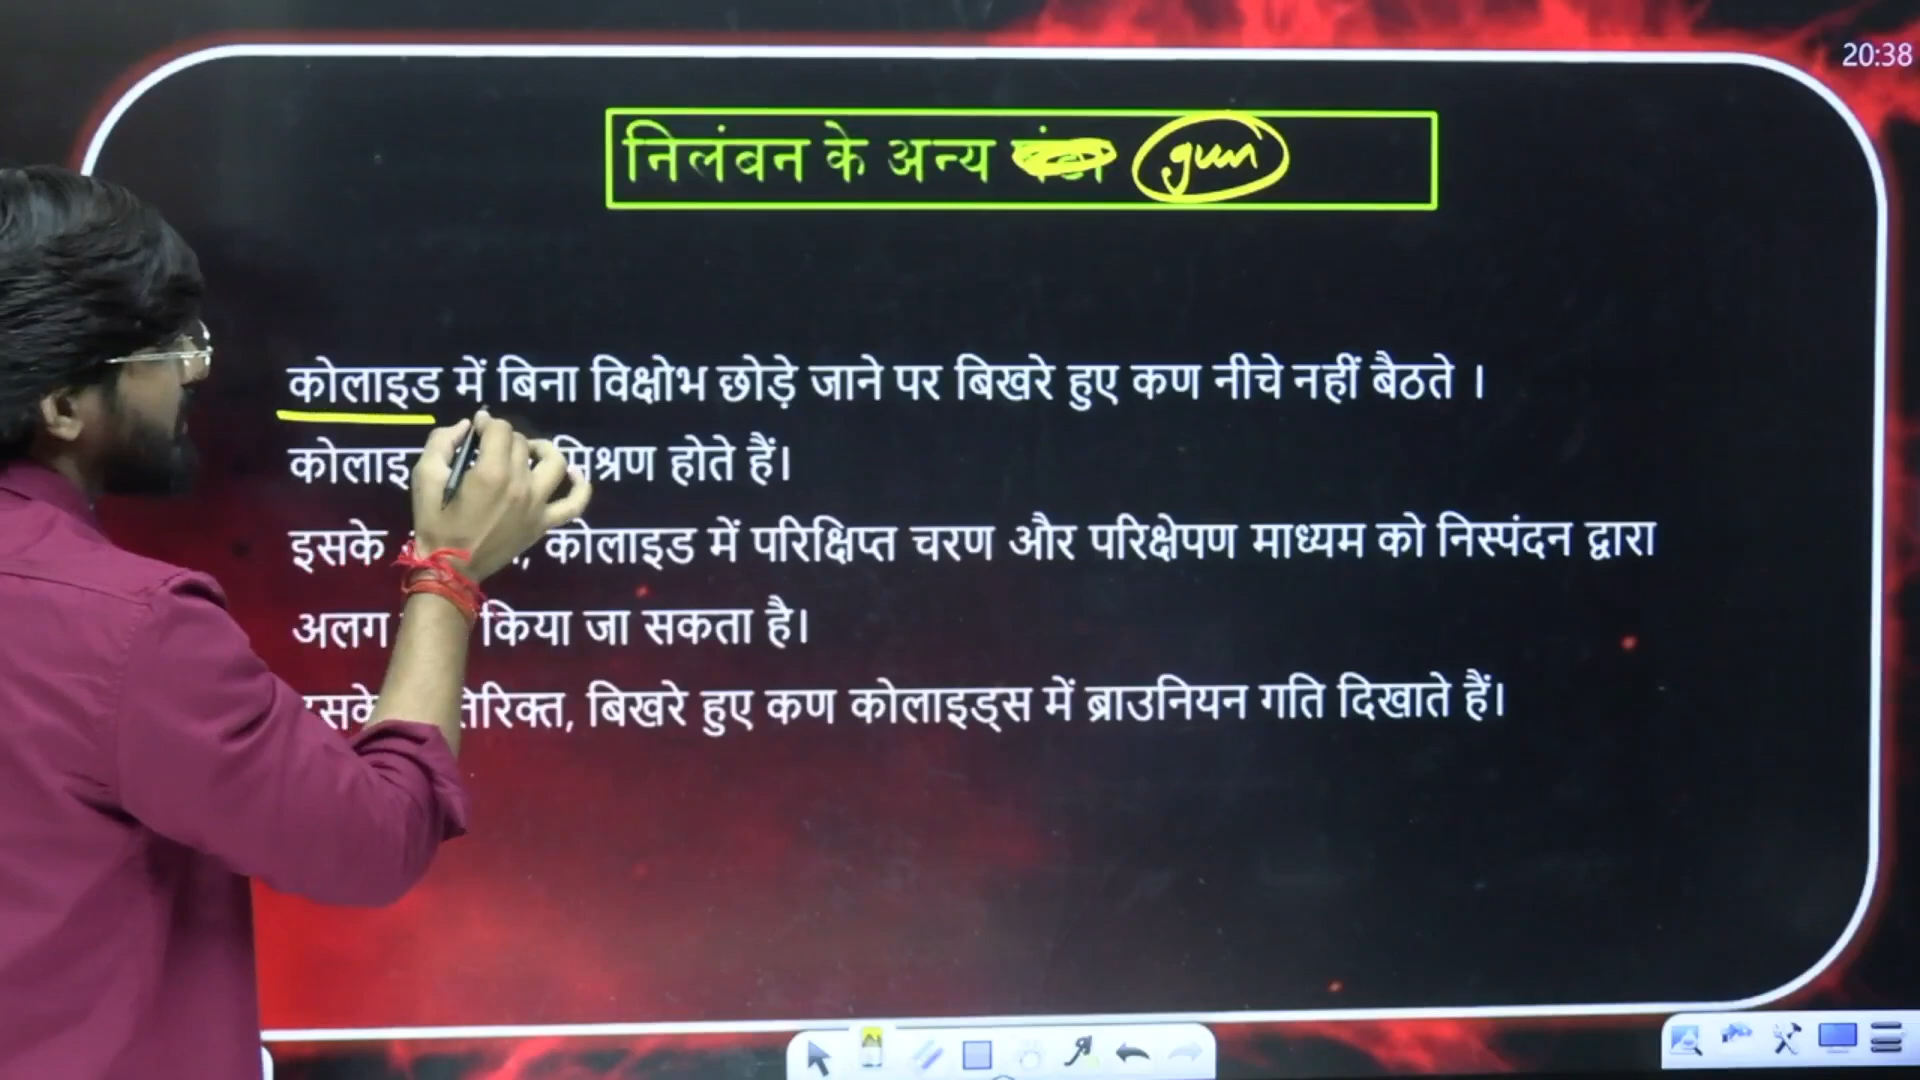 20:38
निलंबन के अन्य gun
कोलाइड में बिना विक्षोभ छोड़े जाने पर बिखरे हुए कण नीचे नहीं बैठते ।
मिश्रण होते हैं।
इसके कोलाइड में परिक्षिप्त चरण और परिक्षेपण माध्यम को निस्पंदन द्वारा
अलग किया जा सकता है।
बिखरे हुए कण कोलाइड्स में ब्राउनियन गति दिखाते हैं।